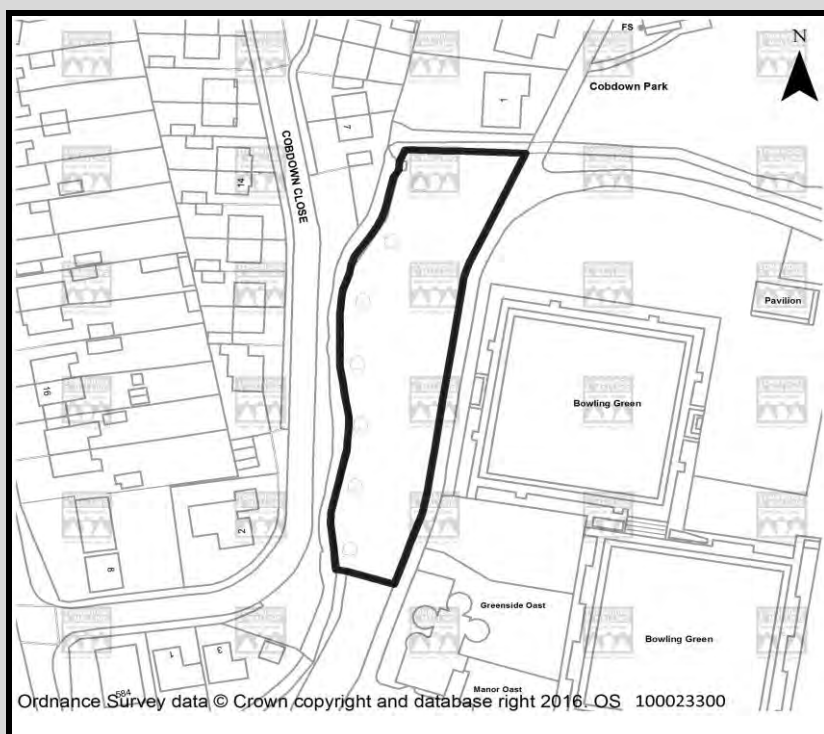 FS
N
Cobdown Park
1
7
COBDOWN CLOSE
14
Pavilion
16
Bowling Green
2
8
Greenside Oast
Bowling Green
1
3
584
Manor Oast
Ordnance Survey data © Crown copyright and database right 2016. OS 100023300